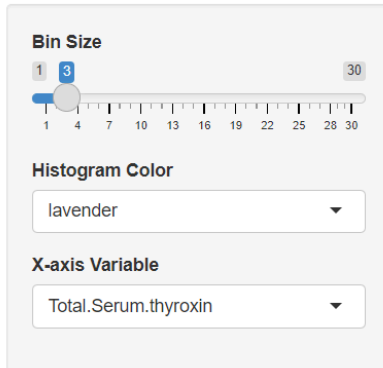 Bin Size
1 3 30
1 4 7 10 13 16 19 22 25 28 30
Histogram Color
lavender
X-axis Variable
Total.Serum.thyroxin